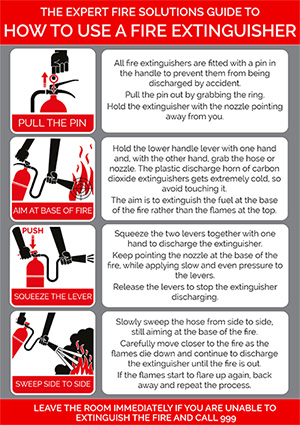 THE EXPERT FIRE SOLUTIONS GUIDE TO
HOW TO USE A FIRE EXTINGUISHER
All fire extinguishers are fitted with a pin in
the handle to prevent them from being
discharged by accident.
Pull the pin out by grabbing the ring.
Hold the extinguisher with the nozzle pointing
away from you.
PULL THE PIN
Hold the lower handle lever with one hand
and, with the other hand, grab the hose or
nozzle. The plastic discharge horn of carbon
dioxide extinguishers gets extremely cold, so
avoid touching it.
The aim is to extinguish the fuel at the base
of the fire rather than the flames at the top.
AIM AT BASE OF FIRE
PUSH
Squeeze the two levers together with one
hand to discharge the extinguisher.
Keep pointing the nozzle at the base of the
fire, while applying slow and even pressure to
the levers.
Release the levers to stop the extinguisher
discharging.
SQUEEZE THE LEVER
Slowly sweep the hose from side to side,
still aiming at the base of the fire.
Carefully move closer to the fire as the
flames die down and continue to discharge
the extinguisher until the fire is out.
If the flames start to flare up again, back
away and repeat the process.
SWEEP SIDE TO SIDE
LEAVE THE ROOM IMMEDIATELY IF YOU ARE UNABLE TO
EXTINGUISH THE FIRE AND CALL 999